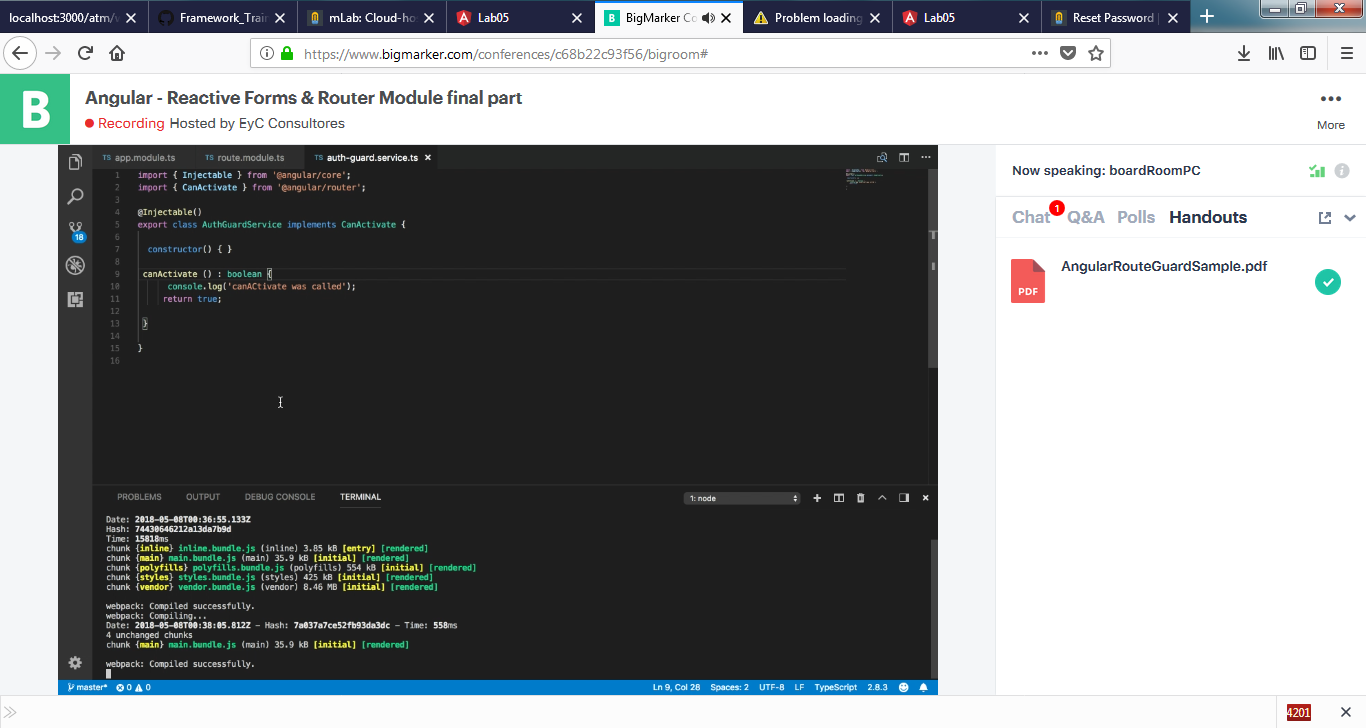 localhost:3000/atm/
Framework_Trai
mLab: Cloud-ho
Lab05
BigMarker Co
Problem loading
Lab05
Reset Password
https://www.bigmarker.com/conferences/c68b22c93f56/bigroom#
B
Angular - Reactive Forms & Router Module final part
Recording Hosted by EyC Consultores
More
TS app.module.ts
TS route.module.ts
TS auth-guard.service.ts
1 import { Injectable } from '@angular/core';
2 import { CanActivate } from '@angular/router';
3
4 @Injectable()
5 export class AuthGuardService implements CanActivate {
6
7 constructor() { }
8
9 canActivate () : boolean {
10 console.log('canACtivate was called');
11 return true;
12
13 }
14
15 }
16
18
PROBLEMS OUTPUT DEBUG CONSOLE TERMINAL
1: node
Date: 2018-05-08T00:36:55.133Z
Hash: 74430646212a13da7b9d
Time: 15818ms
chunk {inline} inline.bundle.js (inline) 3.85 kB [entry] [rendered]
chunk {main} main.bundle.js (main) 35.9 kB [initial] [rendered]
chunk {polyfills} polyfills.bundle.js (polyfills) 554 kB [initial] [rendered]
chunk {styles} styles.bundle.js (styles) 425 kB [initial] [rendered]
chunk {vendor} vendor.bundle.js (vendor) 8.46 MB [initial] [rendered]
webpack: Compiled successfully.
webpack: Compiling...
Date: 2018-05-08T00:38:05.812Z - Hash: 7a037a7ce52fb93da3dc - Time: 558ms
4 unchanged chunks
chunk {main} main.bundle.js (main) 35.9 kB [initial] [rendered]
webpack: Compiled successfully.
master* 0 0
Ln 9, Col 28 Spaces: 2 UTF-8 LF TypeScript 2.8.3
Now speaking: boardRoomPC
Chat 1 Q&A Polls Handouts
PDF
AngularRouteGuardSample.pdf
4201